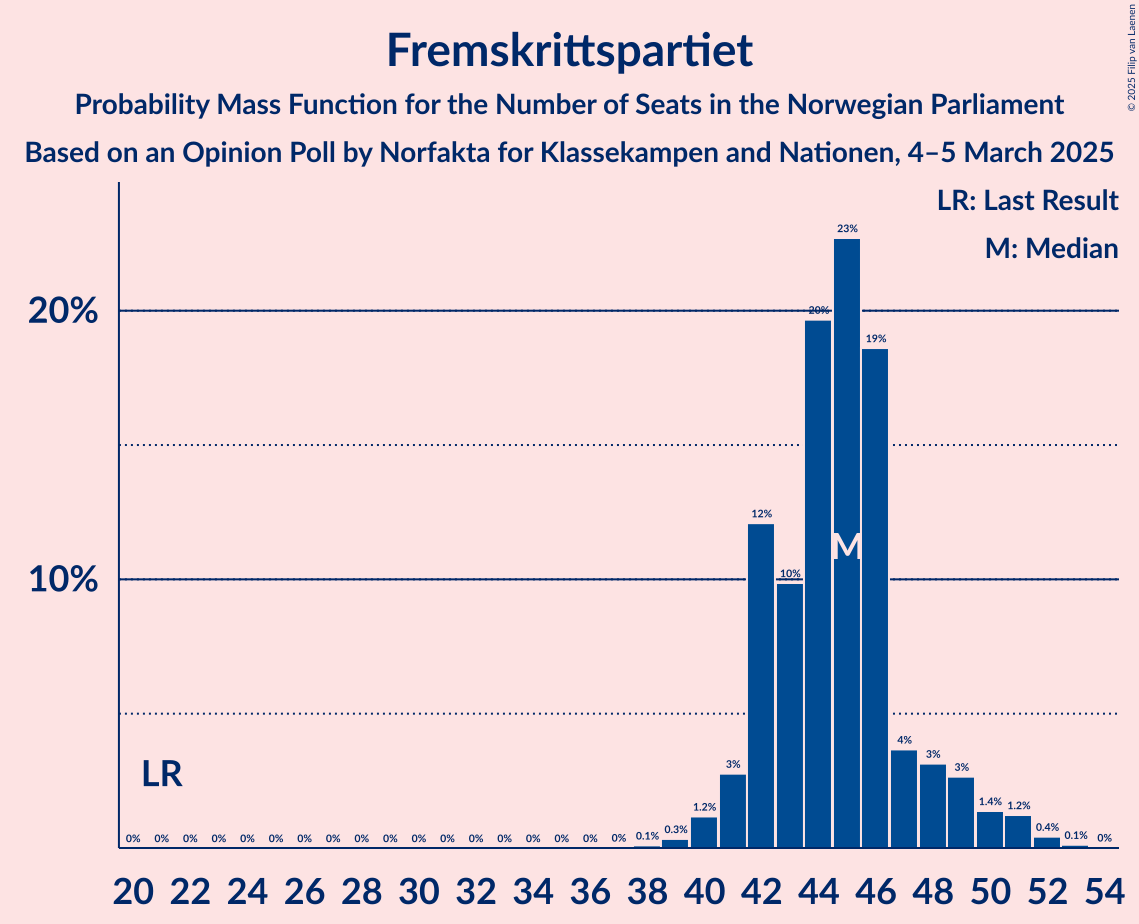 Fremskrittspartiet
Probability Mass Function for the Number of Seats in the Norwegian Parliament
Based on an Opinion Poll by Norfakta for Klassekampen and Nationen, 4–5 March 2025
© 2025 Filip van Laenen
LR: Last Result
M: Median
20%
10%
LR
M
0% 0% 0% 0% 0% 0% 0% 0% 0% 0% 0% 0% 0% 0% 0% 0% 0% 0% 0.1% 0.3% 1.2% 3% 12% 10% 20% 23% 19% 4% 3% 3% 1.4% 1.2% 0.4% 0.1% 0%
20 22 24 26 28 30 32 34 36 38 40 42 44 46 48 50 52 54